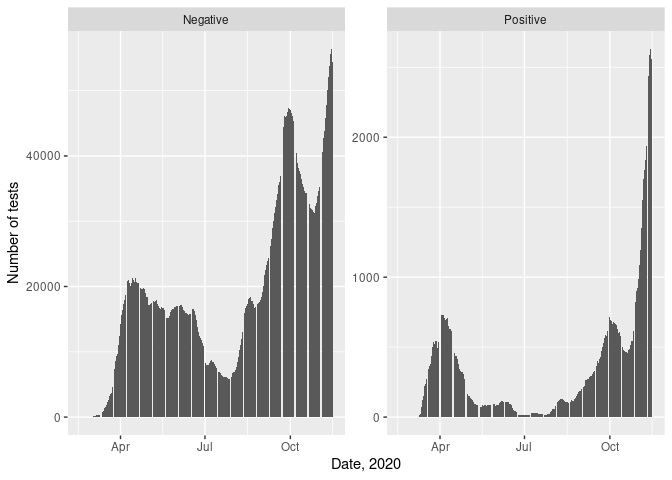 Negative
Positive
Number of tests
40000
20000
0
2000
1000
0
Apr
Jul
Oct
Apr
Jul
Oct
Date, 2020